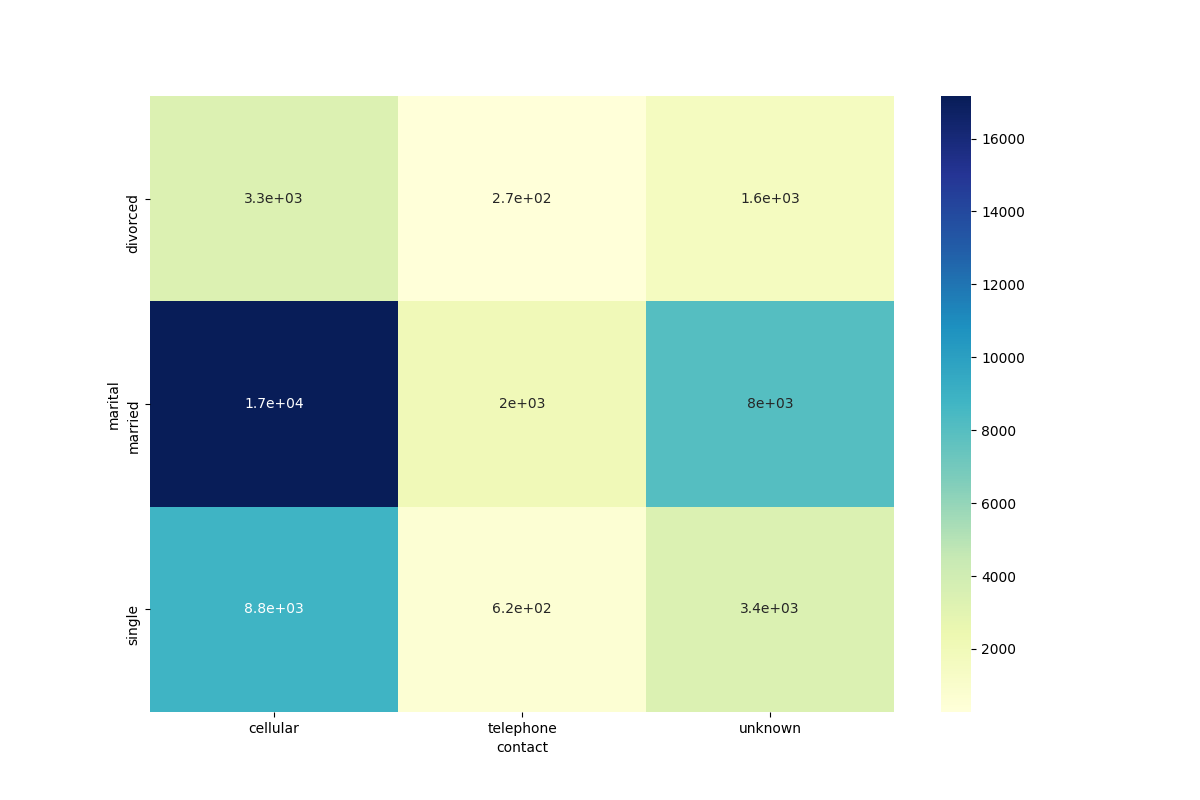 divorced
3.3e+03
2.7e+02
1.6e+03
marital
married
1.7e+04
2e+03
8e+03
single
8.8e+03
6.2e+02
3.4e+03
cellular
telephone
unknown
contact
16000
14000
12000
10000
8000
6000
4000
2000